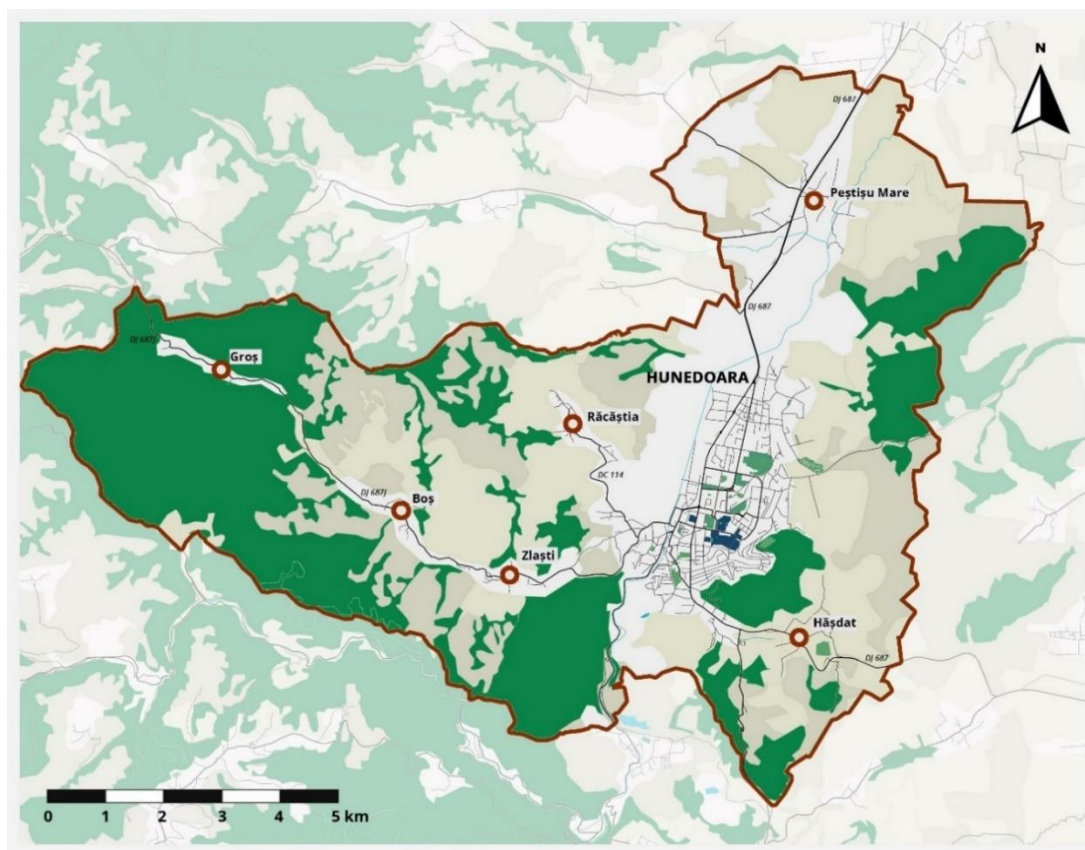 N
DJ 687
Peștișu Mare
DJ 687
DJ 687J
Groș
HUNEDOARA
Răcăștia
DC 114
DJ 687J
Boș
Zlaști
Hășdat
DJ 687
0 1 2 3 4 5 km